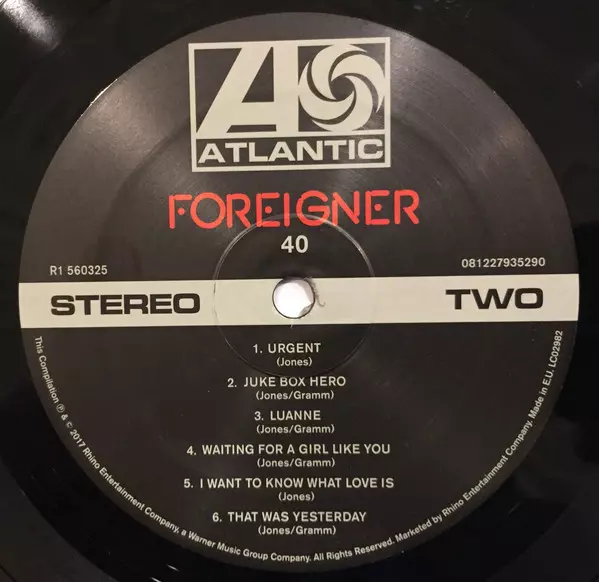 ATLANTIC
FOREIGNER
40
R1 560325
081227935290
STEREO
TWO
1. URGENT
(Jones)
2. JUKE BOX HERO
(Jones/Gramm)
3. LUANNE
(Jones/Gramm)
4. WAITING FOR A GIRL LIKE YOU
(Jones/Gramm)
5. I WANT TO KNOW WHAT LOVE IS
(Jones)
6. THAT WAS YESTERDAY
(Jones/Gramm)
This Compilation ℗ & © 2017 Rhino Entertainment Company, a Warner Music Group Company. All Rights Reserved. Marketed by Rhino Entertainment Company. Made in E.U. LC02982